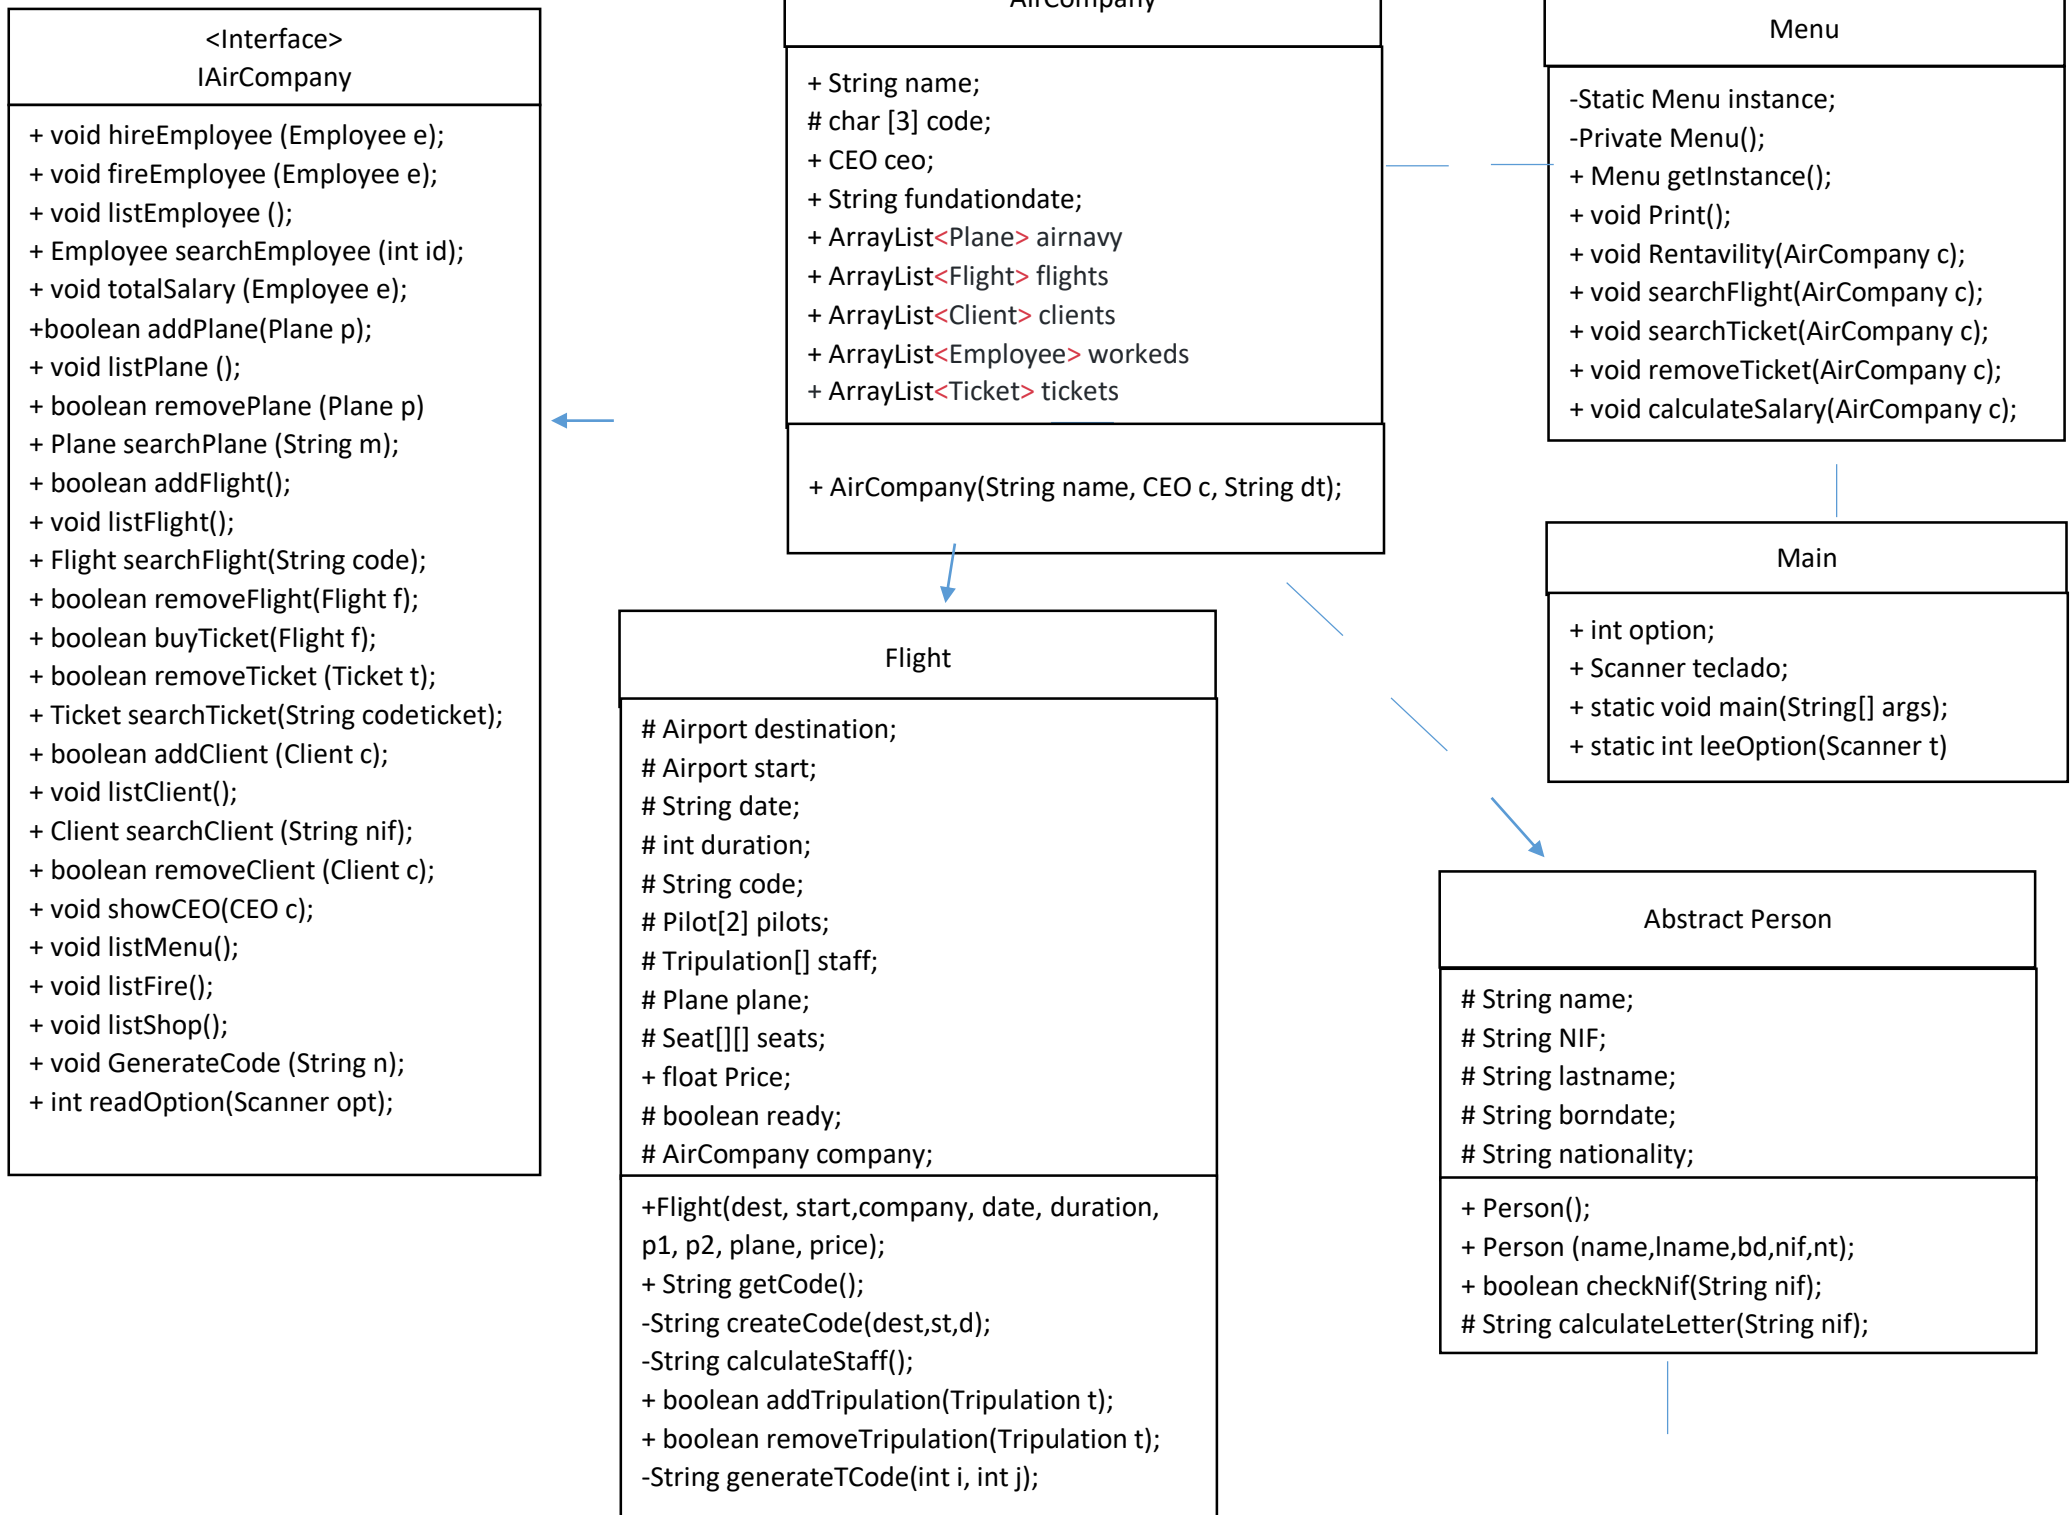 <Interface>
IAirCompany
+ void hireEmployee (Employee e);
+ void fireEmployee (Employee e);
+ void listEmployee ();
+ Employee searchEmployee (int id);
+ void totalSalary (Employee e);
+boolean addPlane(Plane p);
+ void listPlane ();
+ boolean removePlane (Plane p)
+ Plane searchPlane (String m);
+ boolean addFlight();
+ void listFlight();
+ Flight searchFlight(String code);
+ boolean removeFlight(Flight f);
+ boolean buyTicket(Flight f);
+ boolean removeTicket (Ticket t);
+ Ticket searchTicket(String codeticket);
+ boolean addClient (Client c);
+ void listClient();
+ Client searchClient (String nif);
+ boolean removeClient (Client c);
+ void showCEO(CEO c);
+ void listMenu();
+ void listFire();
+ void listShop();
+ void GenerateCode (String n);
+ int readOption(Scanner opt);
AirCompany
+ String name;
# char [3] code;
+ CEO ceo;
+ String fundationdate;
+ ArrayList<Plane> airnavy
+ ArrayList<Flight> flights
+ ArrayList<Client> clients
+ ArrayList<Employee> workeds
+ ArrayList<Ticket> tickets
+ AirCompany(String name, CEO c, String dt);
Menu
-Static Menu instance;
-Private Menu();
+ Menu getInstance();
+ void Print();
+ void Rentavility(AirCompany c);
+ void searchFlight(AirCompany c);
+ void searchTicket(AirCompany c);
+ void removeTicket(AirCompany c);
+ void calculateSalary(AirCompany c);
Main
+ int option;
+ Scanner teclado;
+ static void main(String[] args);
+ static int leeOption(Scanner t)
Flight
# Airport destination;
# Airport start;
# String date;
# int duration;
# String code;
# Pilot[2] pilots;
# Tripulation[] staff;
# Plane plane;
# Seat[][] seats;
+ float Price;
# boolean ready;
# AirCompany company;
+Flight(dest, start,company, date, duration,
p1, p2, plane, price);
+ String getCode();
-String createCode(dest,st,d);
-String calculateStaff();
+ boolean addTripulation(Tripulation t);
+ boolean removeTripulation(Tripulation t);
-String generateTCode(int i, int j);
Abstract Person
# String name;
# String NIF;
# String lastname;
# String borndate;
# String nationality;
+ Person();
+ Person (name,lname,bd,nif,nt);
+ boolean checkNif(String nif);
# String calculateLetter(String nif);